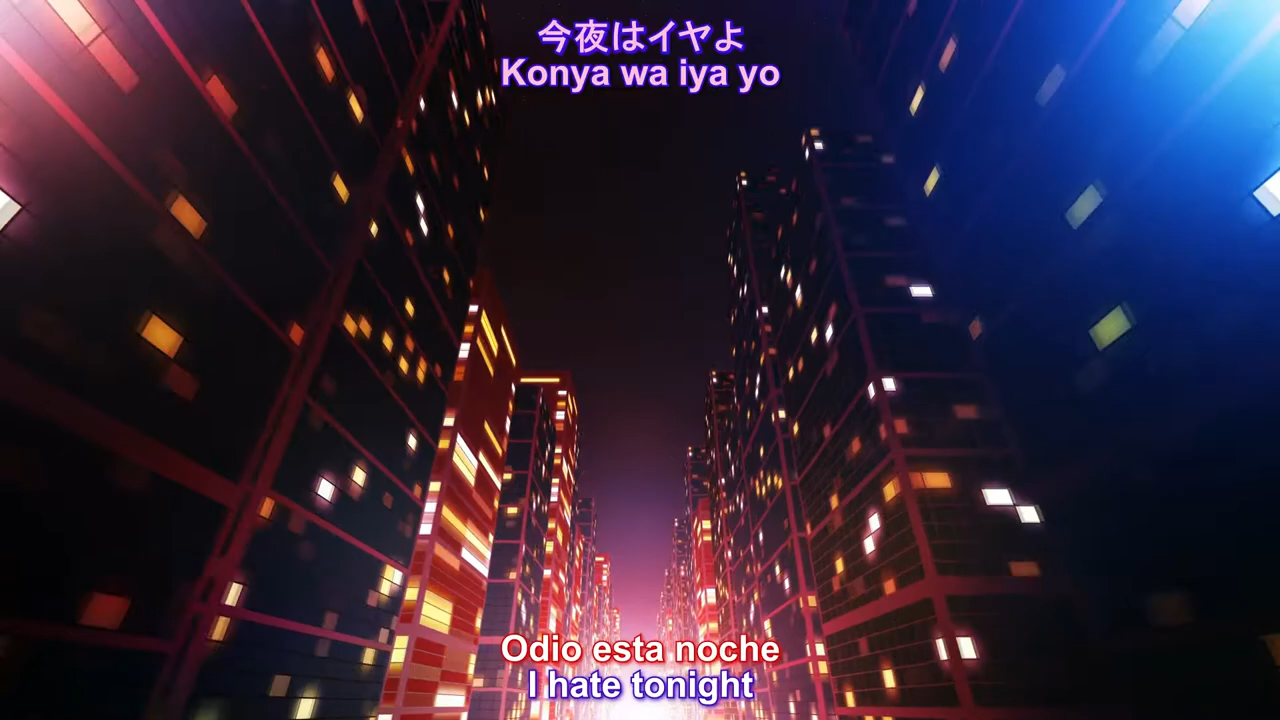 今夜はイヤよ
Konya wa iya yo
Odio esta noche
I hate tonight